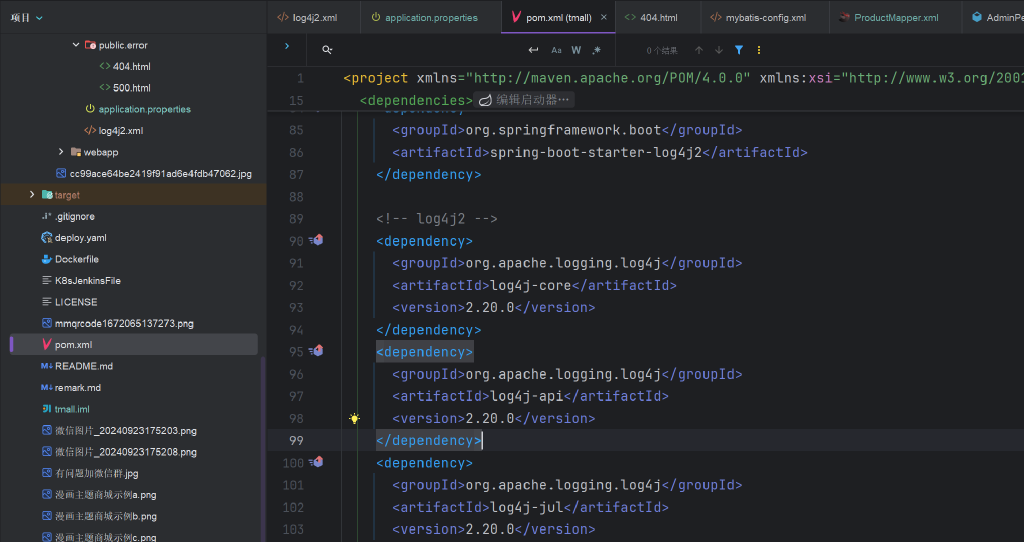 项目
log4j2.xml
application.properties
pom.xml (tmall)
404.html
mybatis-config.xml
ProductMapper.xml
AdminPe
Aa W .*
0 个结果
public.error
404.html
500.html
application.properties
log4j2.xml
webapp
cc99ace64be2419f91ad6e4fdb47062.jpg
target
.gitignore
deploy.yaml
Dockerfile
K8sJenkinsFile
LICENSE
mmqrcode1672065137273.png
pom.xml
README.md
remark.md
tmall.iml
微信图片_20240923175203.png
微信图片_20240923175208.png
有问题加微信群.jpg
漫画主题商城示例a.png
漫画主题商城示例b.png
漫画主题商城示例c.png
1 <project xmlns="http://maven.apache.org/POM/4.0.0" xmlns:xsi="http://www.w3.org/2001
15 <dependencies> 编辑启动器…
85 <groupId>org.springframework.boot</groupId>
86 <artifactId>spring-boot-starter-log4j2</artifactId>
87 </dependency>
88
89 <!-- log4j2 -->
90 <dependency>
91 <groupId>org.apache.logging.log4j</groupId>
92 <artifactId>log4j-core</artifactId>
93 <version>2.20.0</version>
94 </dependency>
95 <dependency>
96 <groupId>org.apache.logging.log4j</groupId>
97 <artifactId>log4j-api</artifactId>
98 <version>2.20.0</version>
99 </dependency>
100 <dependency>
101 <groupId>org.apache.logging.log4j</groupId>
102 <artifactId>log4j-jul</artifactId>
103 <version>2.20.0</version>